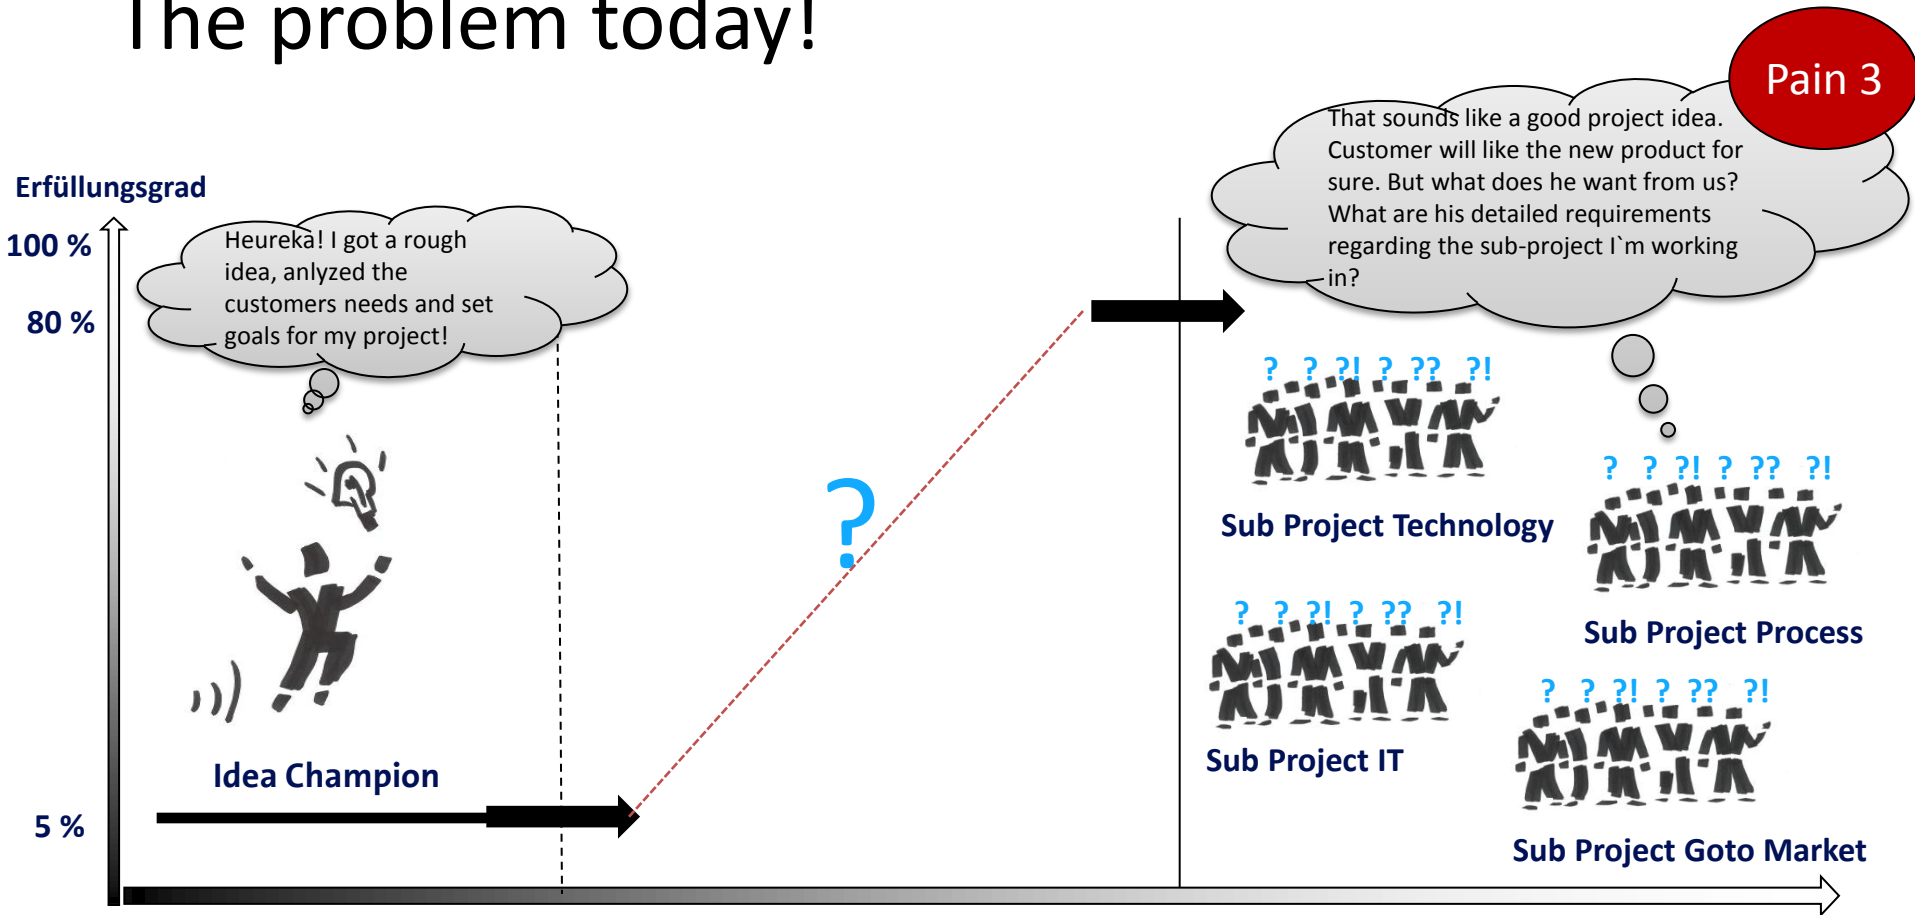 The problem today!
Pain 3
That sounds like a good project idea.
Customer will like the new product for
sure. But what does he want from us?
What are his detailed requirements
regarding the sub-project I`m working
in?
Erfüllungsgrad
100 %
80 %
5 %
Heureka! I got a rough
idea, anlyzed the
customers needs and set
goals for my project!
Idea Champion
?
? ? ?! ? ?? ?!
Sub Project Technology
? ? ?! ? ?? ?!
Sub Project Process
? ? ?! ? ?? ?!
Sub Project IT
? ? ?! ? ?? ?!
Sub Project Goto Market